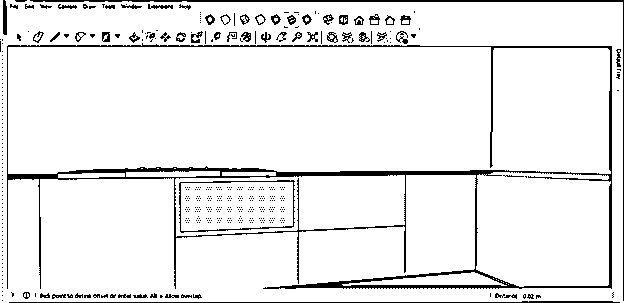 File Edit View Camera Draw Tools Window Extensions Help
Default Tray
Pick point to define offset or enter value. Alt = Allow overlap.
Distance 0.02 m